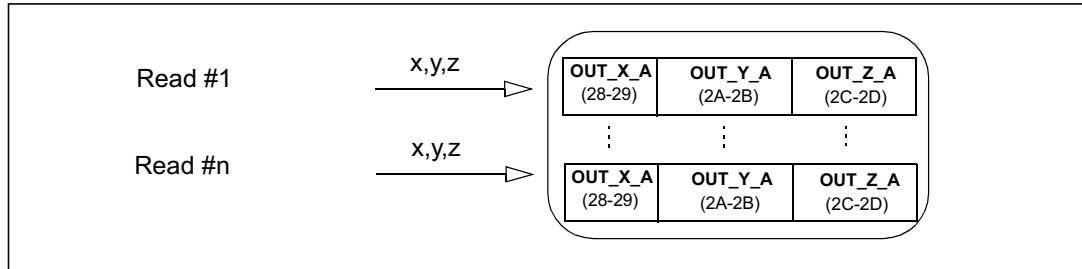 Read #1
x,y,z
OUT_X_A OUT_Y_A OUT_Z_A
(28-29) (2A-2B) (2C-2D)
Read #n
x,y,z
OUT_X_A OUT_Y_A OUT_Z_A
(28-29) (2A-2B) (2C-2D)